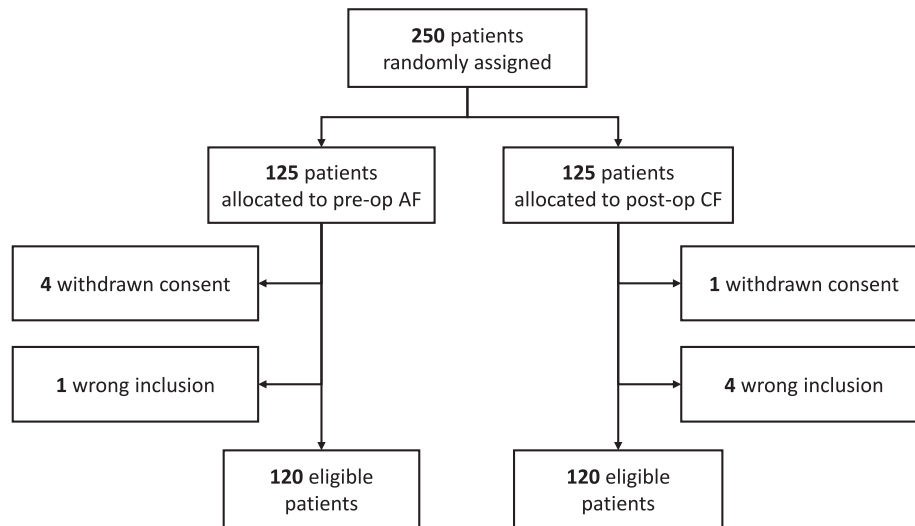 250 patients
randomly assigned
125 patients
allocated to pre-op AF
125 patients
allocated to post-op CF
4 withdrawn consent
1 withdrawn consent
1 wrong inclusion
4 wrong inclusion
120 eligible
patients
120 eligible
patients